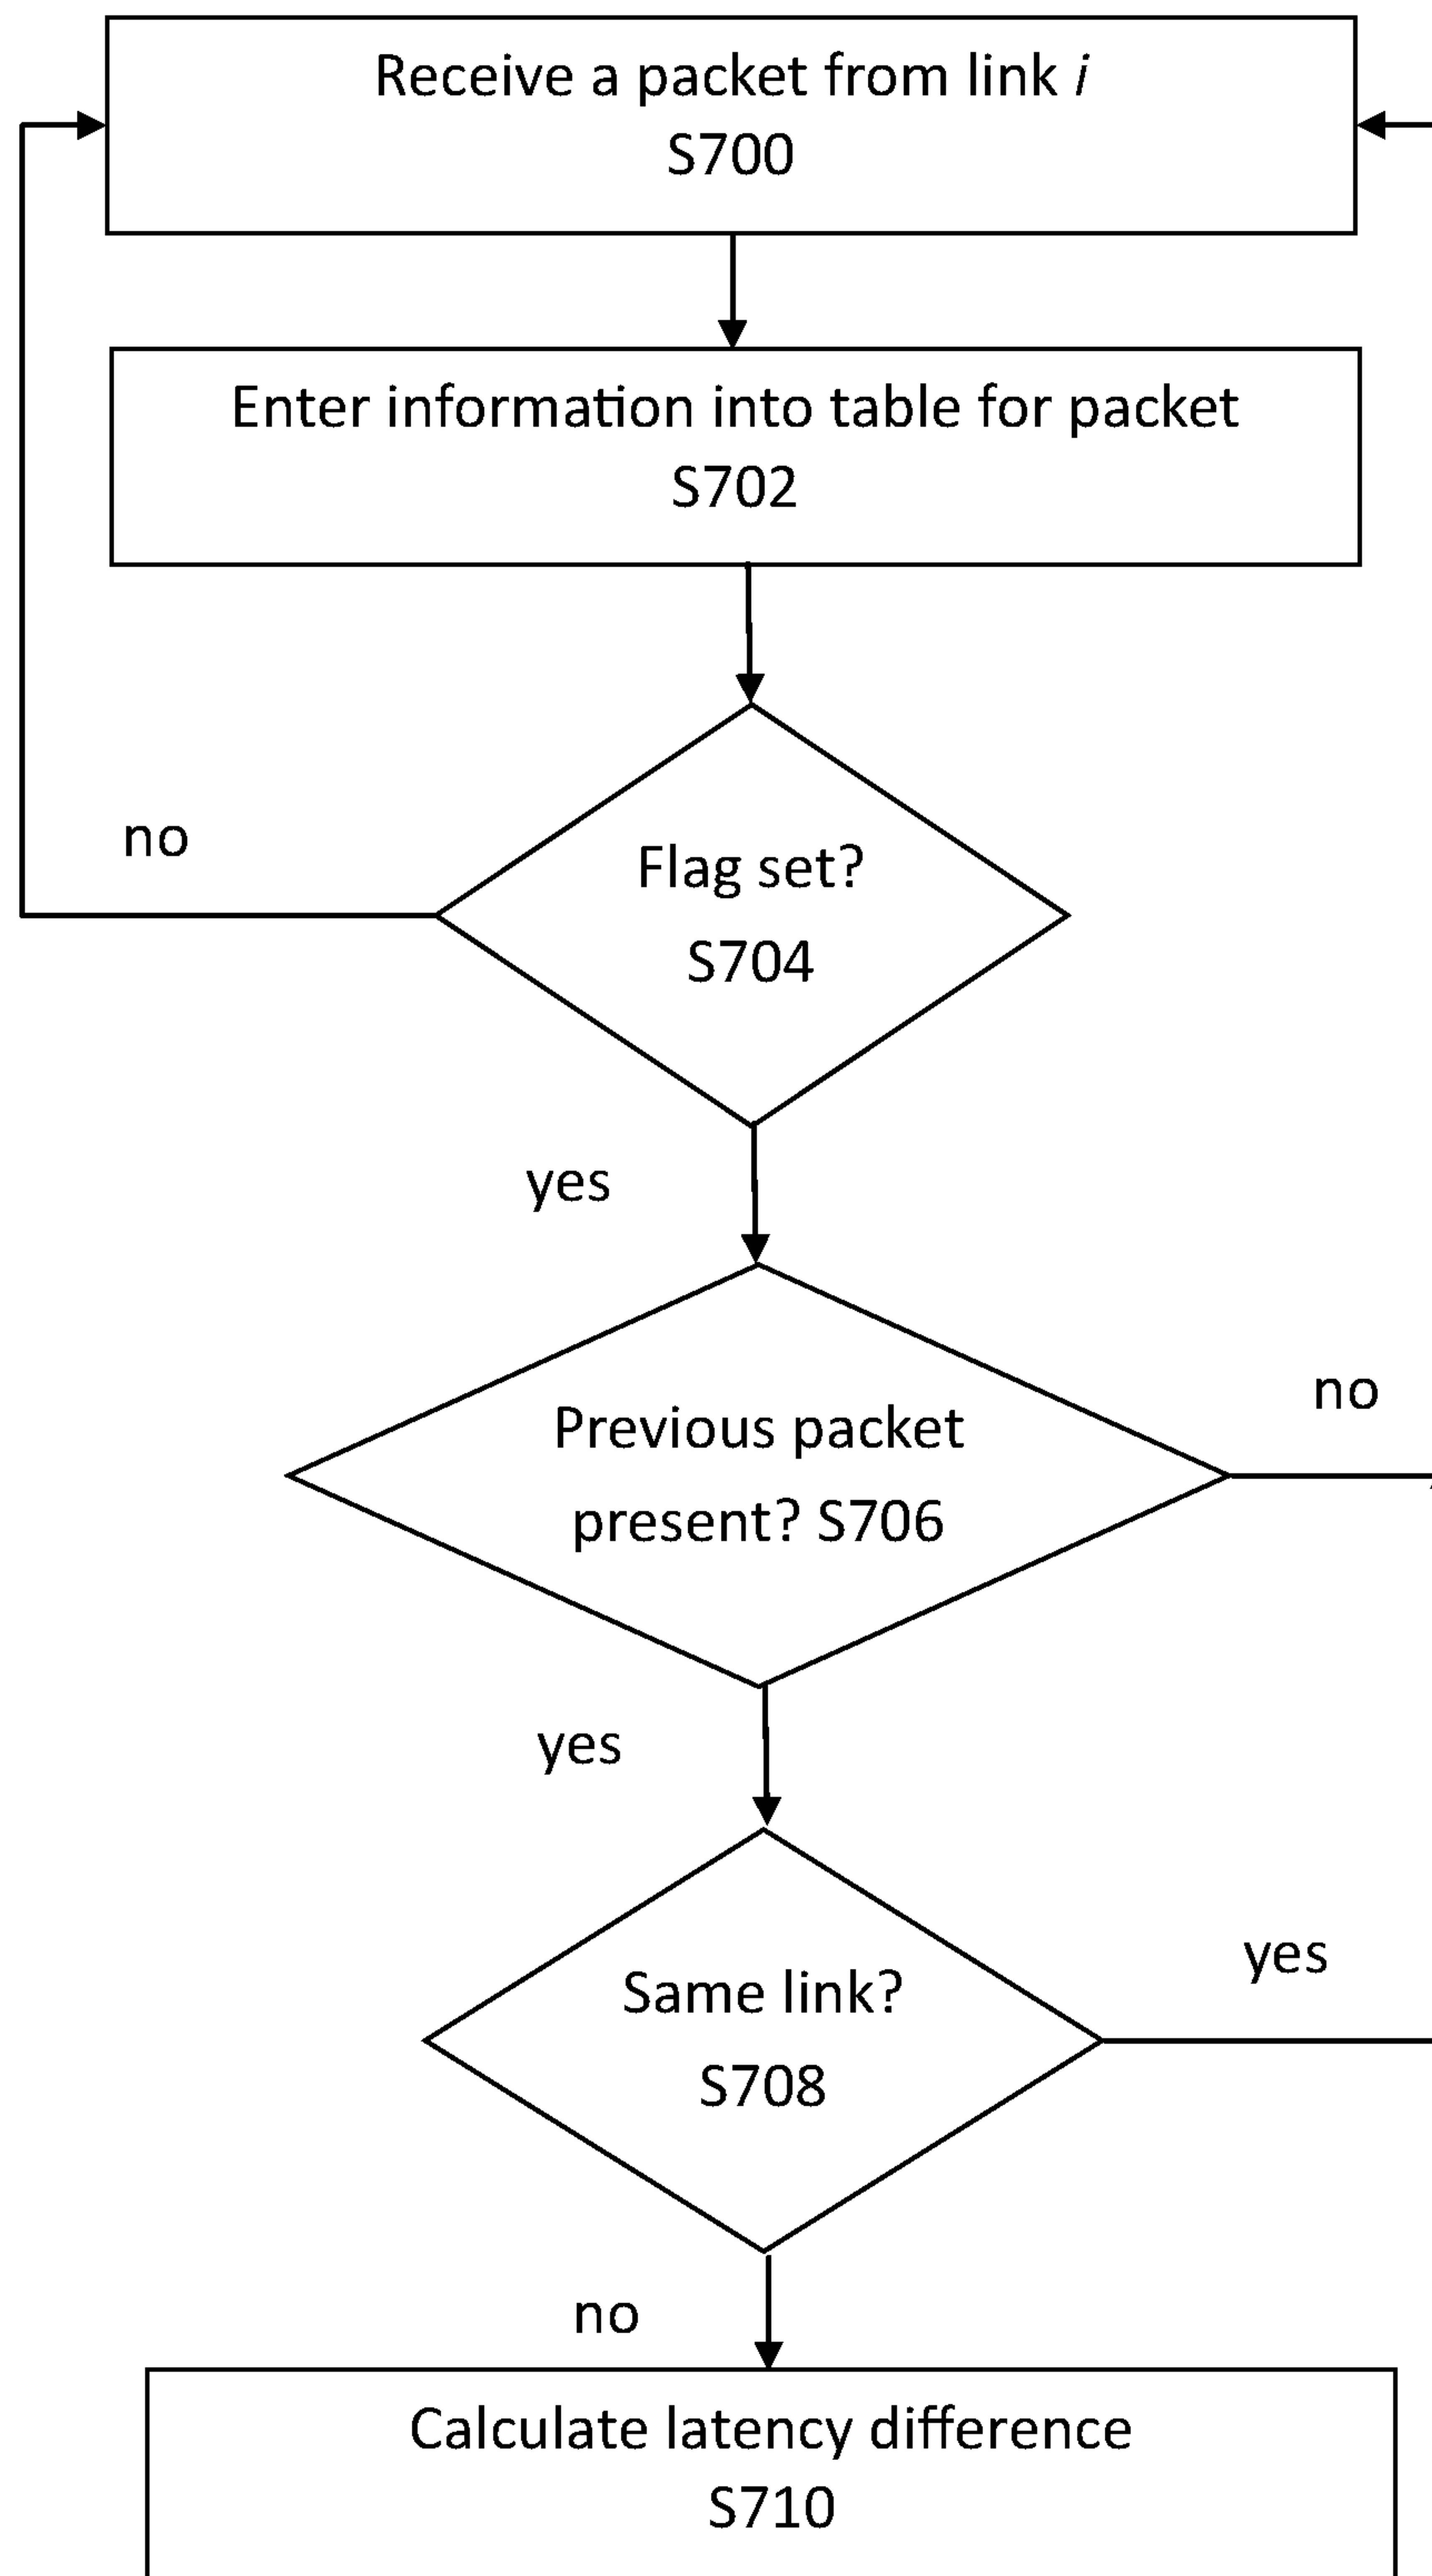 Receive a packet from link i
S700
Enter information into table for packet
S702
no
Flag set?
S704
yes
no
Previous packet
present? S706
yes
yes
Same link?
S708
no
Calculate latency difference
S710